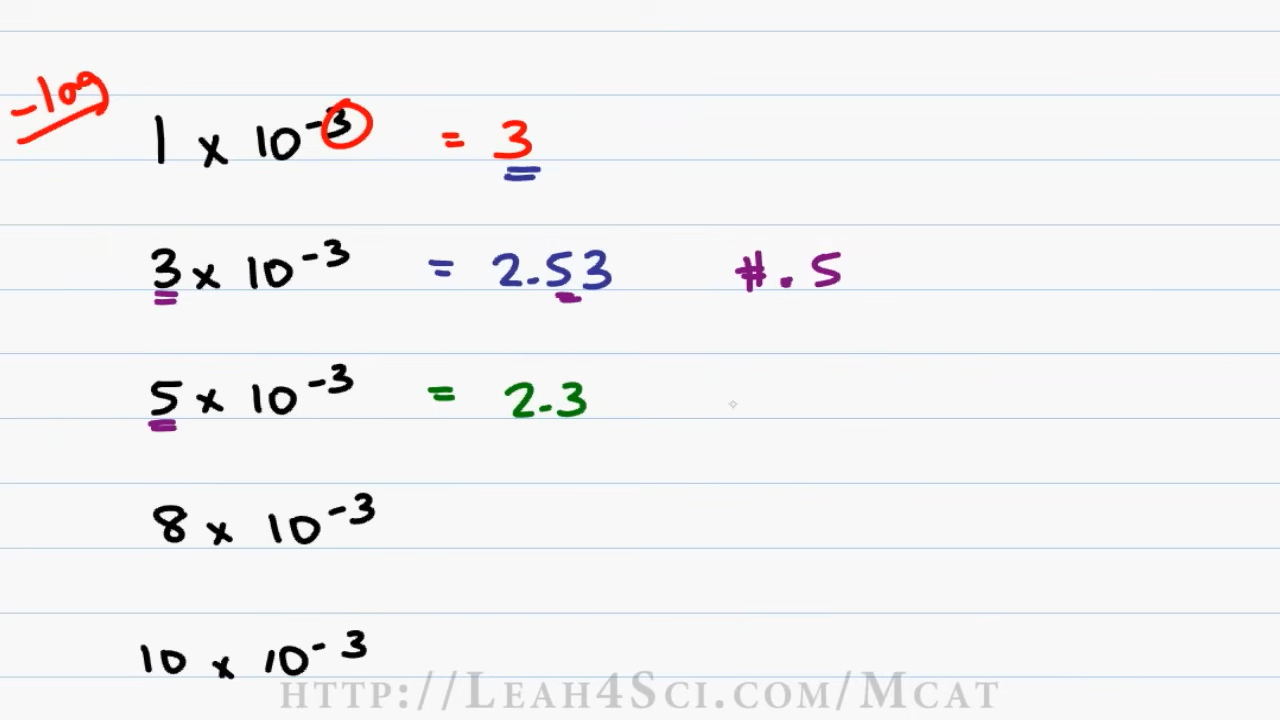 -log
1 x 10⁻³ = 3
3 x 10⁻³ = 2.53 #.5
5 x 10⁻³ = 2.3
8 x 10⁻³
10 x 10⁻³
HTTP://LEAH4SCI.COM/MCAT